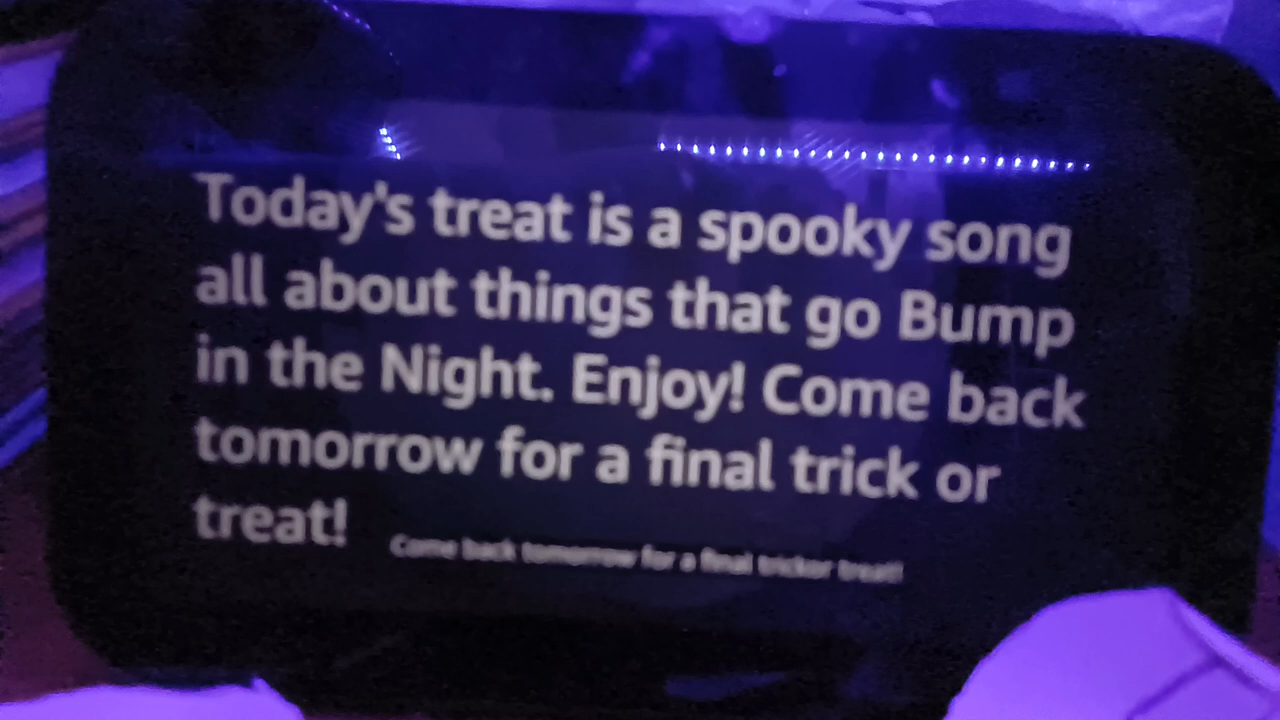 Today's treat is a spooky song
all about things that go Bump
in the Night. Enjoy! Come back
tomorrow for a final trick or
treat!
Come back tomorrow for a final trickor treat!